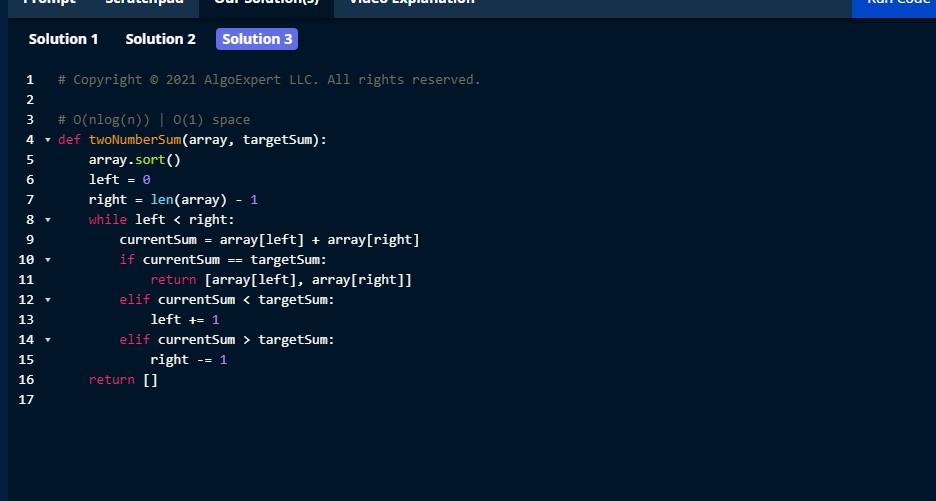 Prompt Scratchpad Our Solution(s) Video Explanation Run Code
Solution 1 Solution 2 Solution 3
1 # Copyright © 2021 AlgoExpert LLC. All rights reserved.
2
3 # O(nlog(n)) | O(1) space
4 def twoNumberSum(array, targetSum):
5     array.sort()
6     left = 0
7     right = len(array) - 1
8     while left < right:
9         currentSum = array[left] + array[right]
10         if currentSum == targetSum:
11             return [array[left], array[right]]
12         elif currentSum < targetSum:
13             left += 1
14         elif currentSum > targetSum:
15             right -= 1
16     return []
17